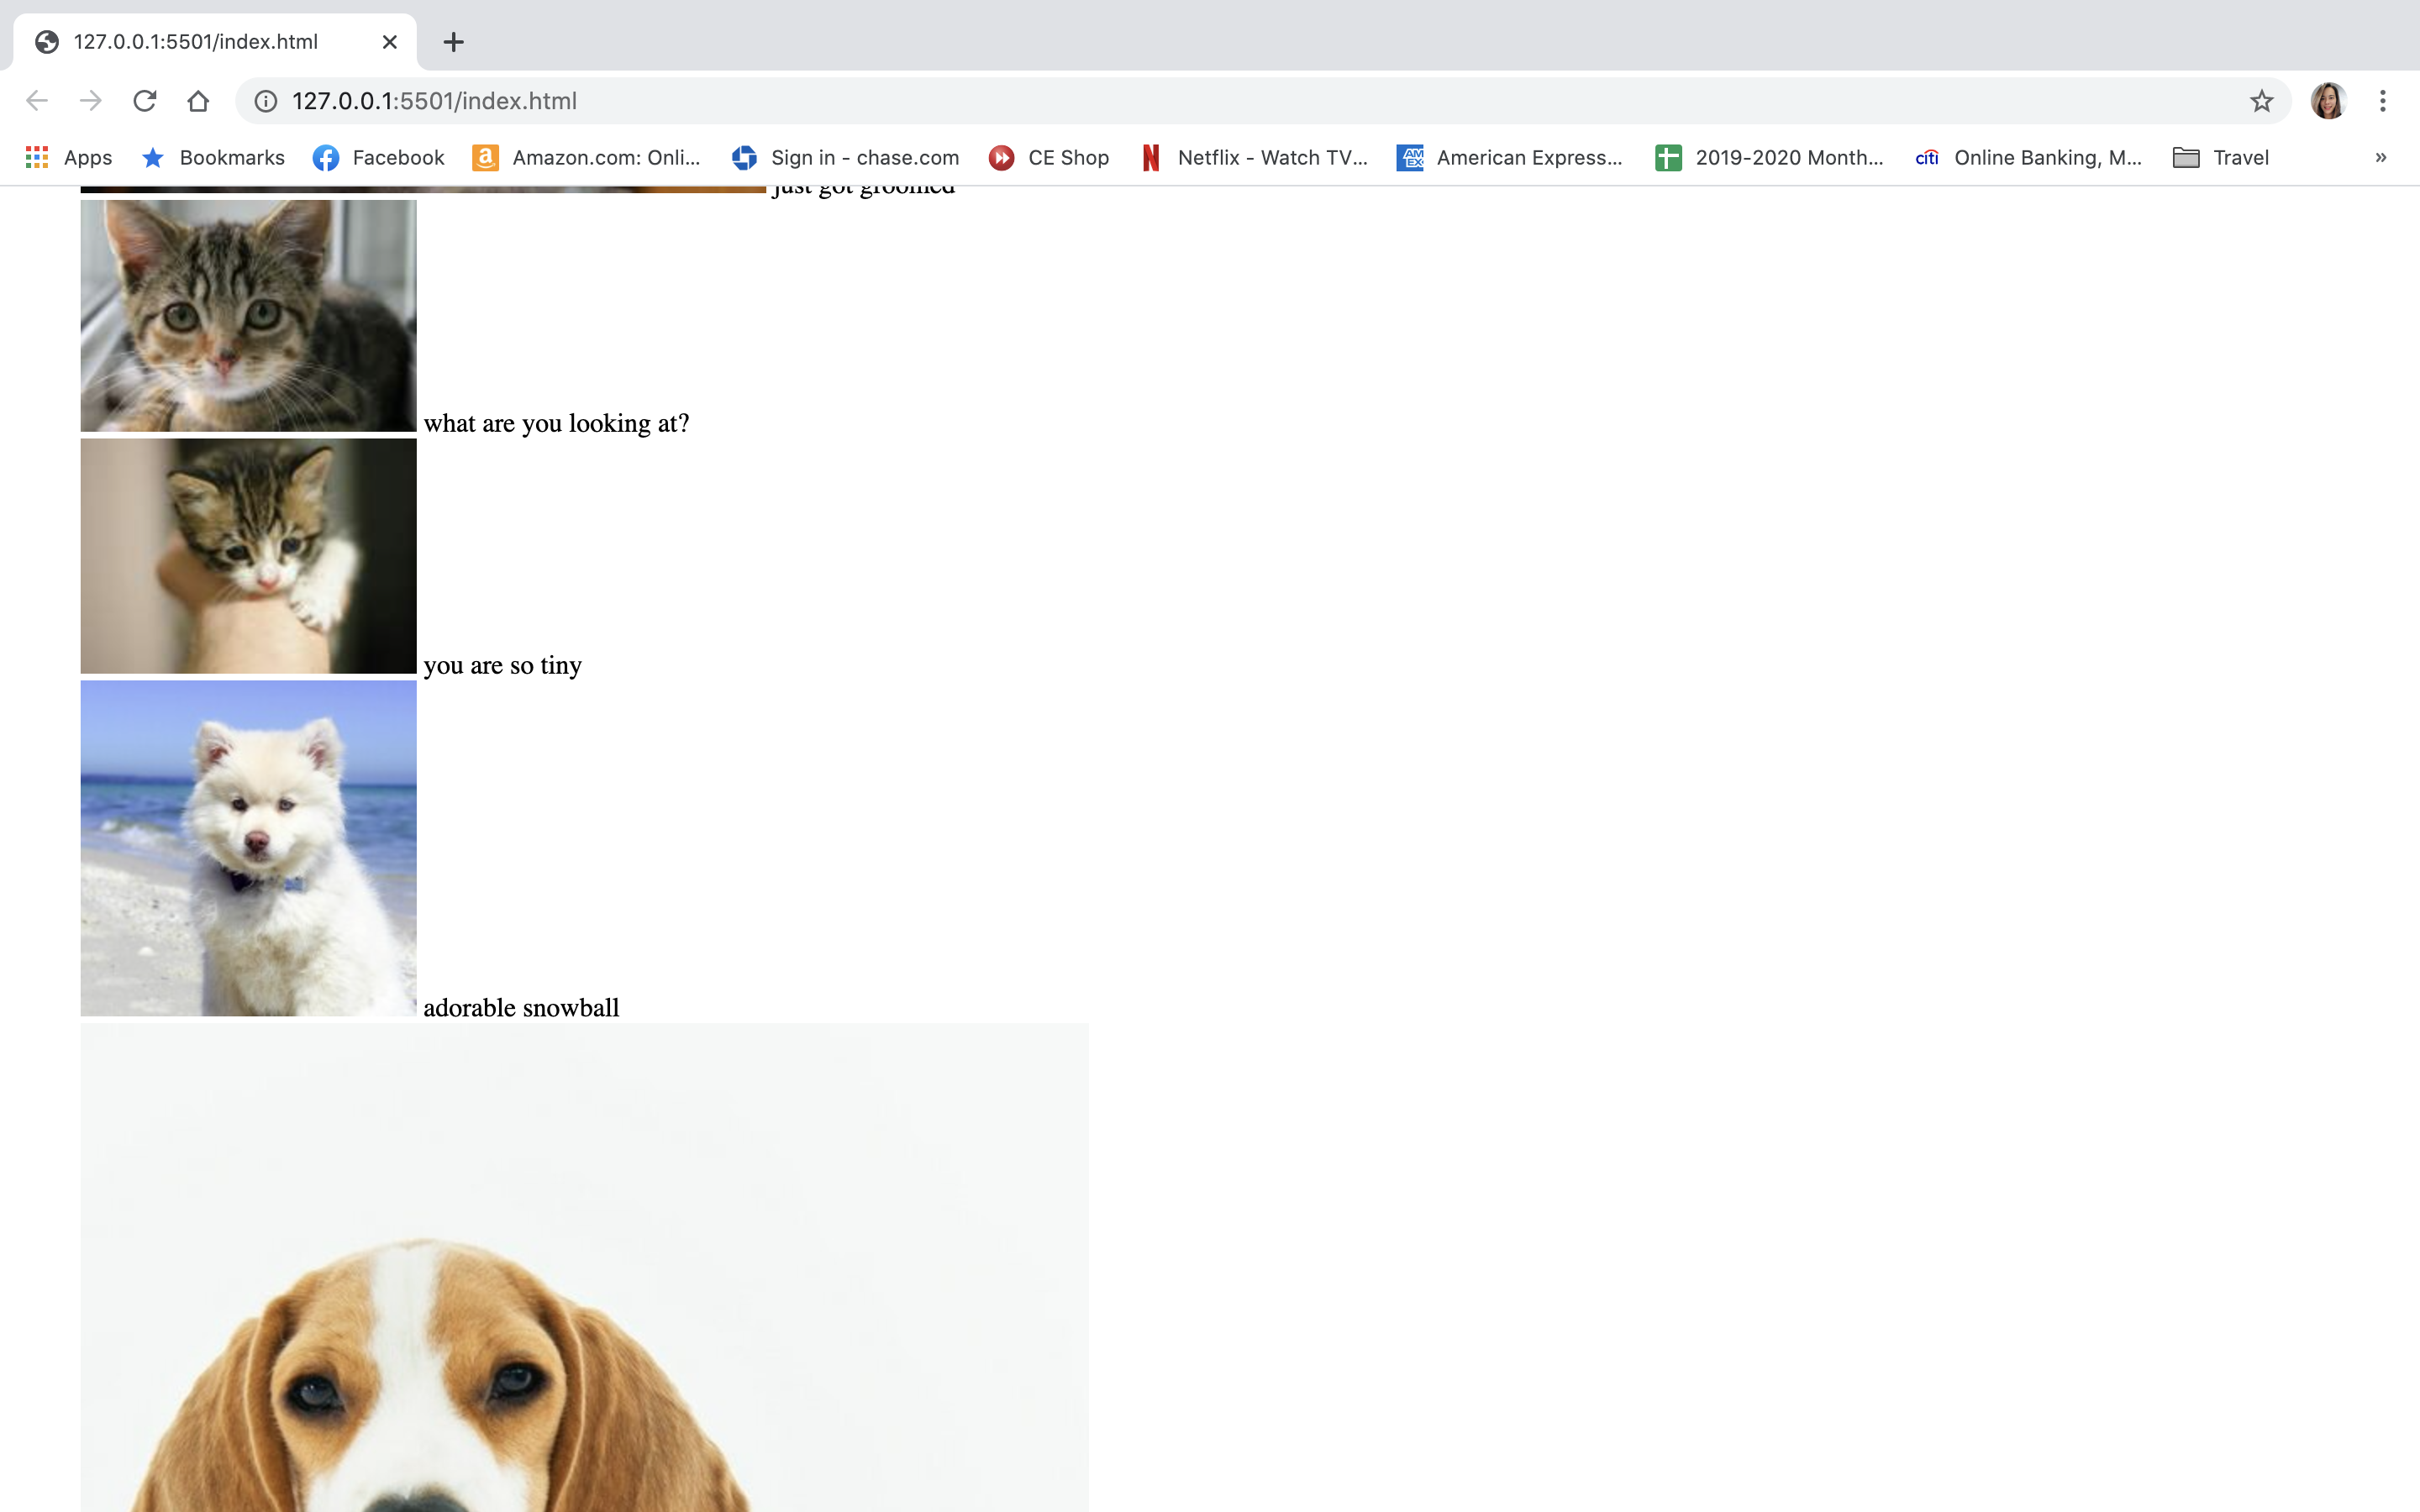 127.0.0.1:5501/index.html
127.0.0.1:5501/index.html
Apps Bookmarks Facebook Amazon.com: Onli... Sign in - chase.com CE Shop Netflix - Watch TV... American Express... 2019-2020 Month... Online Banking, M... Travel »
just got groomed
what are you looking at?
you are so tiny
adorable snowball